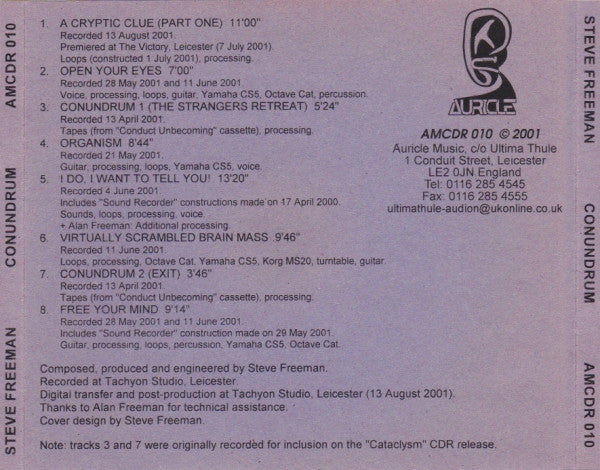 STEVE FREEMAN
CONUNDRUM
AMCDR 010
1. A CRYPTIC CLUE (PART ONE) 11'00"
Recorded 13 August 2001.
Premiered at The Victory, Leicester (7 July 2001).
Loops (constructed 1 July 2001), processing.
2. OPEN YOUR EYES 7'00"
Recorded 28 May 2001 and 11 June 2001.
Voice, processing, loops, guitar, Yamaha CS5, Octave Cat, percussion.
3. CONUNDRUM 1 (THE STRANGERS RETREAT) 5'24"
Recorded 13 April 2001.
Tapes (from "Conduct Unbecoming" cassette), processing.
4. ORGANISM 8'44"
Recorded 21 May 2001.
Guitar, processing, loops, Yamaha CS5, voice.
5. I DO, I WANT TO TELL YOU! 13'20"
Recorded 4 June 2001.
Includes "Sound Recorder" constructions made on 17 April 2000.
Sounds, loops, processing, voice.
+ Alan Freeman: Additional processing.
6. VIRTUALLY SCRAMBLED BRAIN MASS 9'46"
Recorded 11 June 2001.
Loops, processing, Octave Cat, Yamaha CS5, Korg MS20, turntable, guitar.
7. CONUNDRUM 2 (EXIT) 3'46"
Recorded 13 April 2001.
Tapes (from "Conduct Unbecoming" cassette), processing.
8. FREE YOUR MIND 9'14"
Recorded 28 May 2001 and 11 June 2001.
Includes "Sound Recorder" construction made on 29 May 2001.
Guitar, processing, loops, percussion, Yamaha CS5, Octave Cat.
Composed, produced and engineered by Steve Freeman.
Recorded at Tachyon Studio, Leicester.
Digital transfer and post-production at Tachyon Studio, Leicester (13 August 2001).
Thanks to Alan Freeman for technical assistance.
Cover design by Steve Freeman.
Note: tracks 3 and 7 were originally recorded for inclusion on the "Cataclysm" CDR release.
AURICLE
AMCDR 010 © 2001
Auricle Music, c/o Ultima Thule
1 Conduit Street, Leicester
LE2 0JN England
Tel: 0116 285 4545
Fax: 0116 285 4555
ultimathule-audion@ukonline.co.uk
STEVE FREEMAN
CONUNDRUM
AMCDR 010